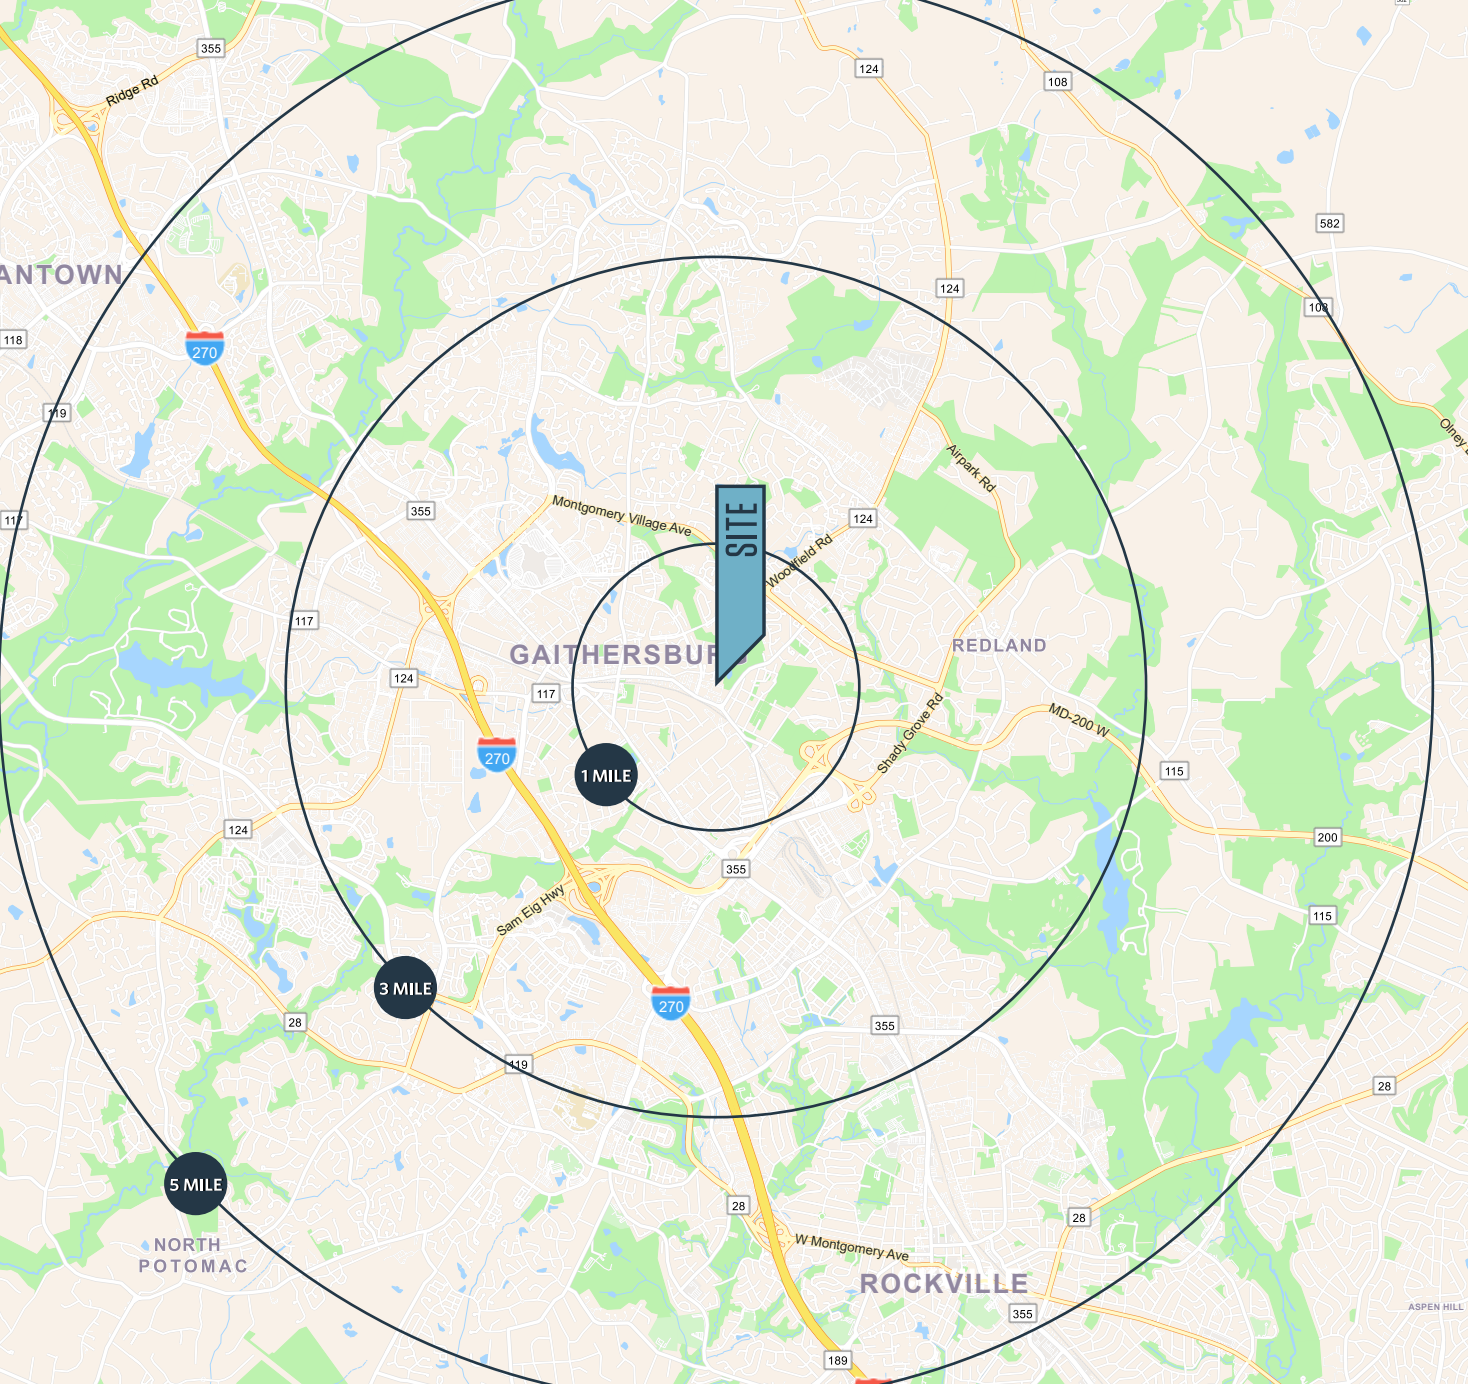 355
Ridge Rd
124
108
582
ANTOWN
124
108
118
270
119
Olney
Airpark Rd
117
355
Montgomery Village Ave
SITE
124
Woodfield Rd
117
GAITHERSBUR
REDLAND
124
117
Shady Grove Rd
MD-200 W
270
1 MILE
115
124
200
355
Sam Eig Hwy
115
3 MILE
270
28
355
119
28
5 MILE
28
28
NORTH
POTOMAC
W Montgomery Ave
ROCKVILLE
355
ASPEN HILL
189